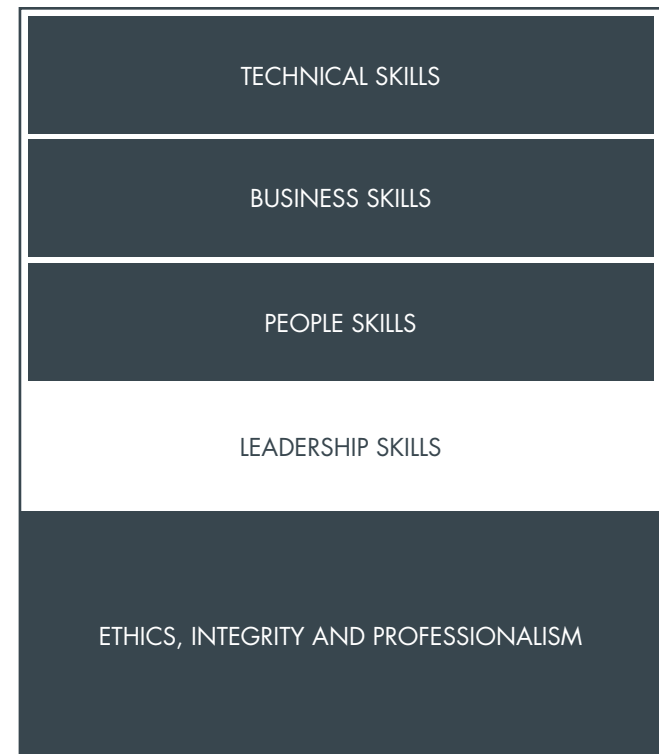 TECHNICAL SKILLS
BUSINESS SKILLS
PEOPLE SKILLS
LEADERSHIP SKILLS
ETHICS, INTEGRITY AND PROFESSIONALISM